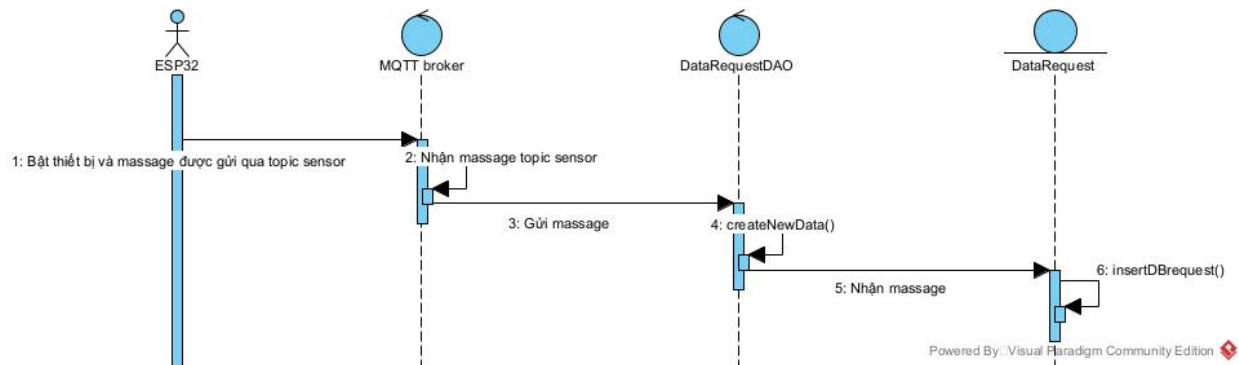 ESP32
MQTT broker
DataRequestDAO
DataRequest
1: Bật thiết bị và massage được gửi qua topic sensor
2: Nhận massage topic sensor
3: Gửi massage
4: createNewData()
5: Nhận massage
6: insertDBrequest()
Powered By Visual Paradigm Community Edition